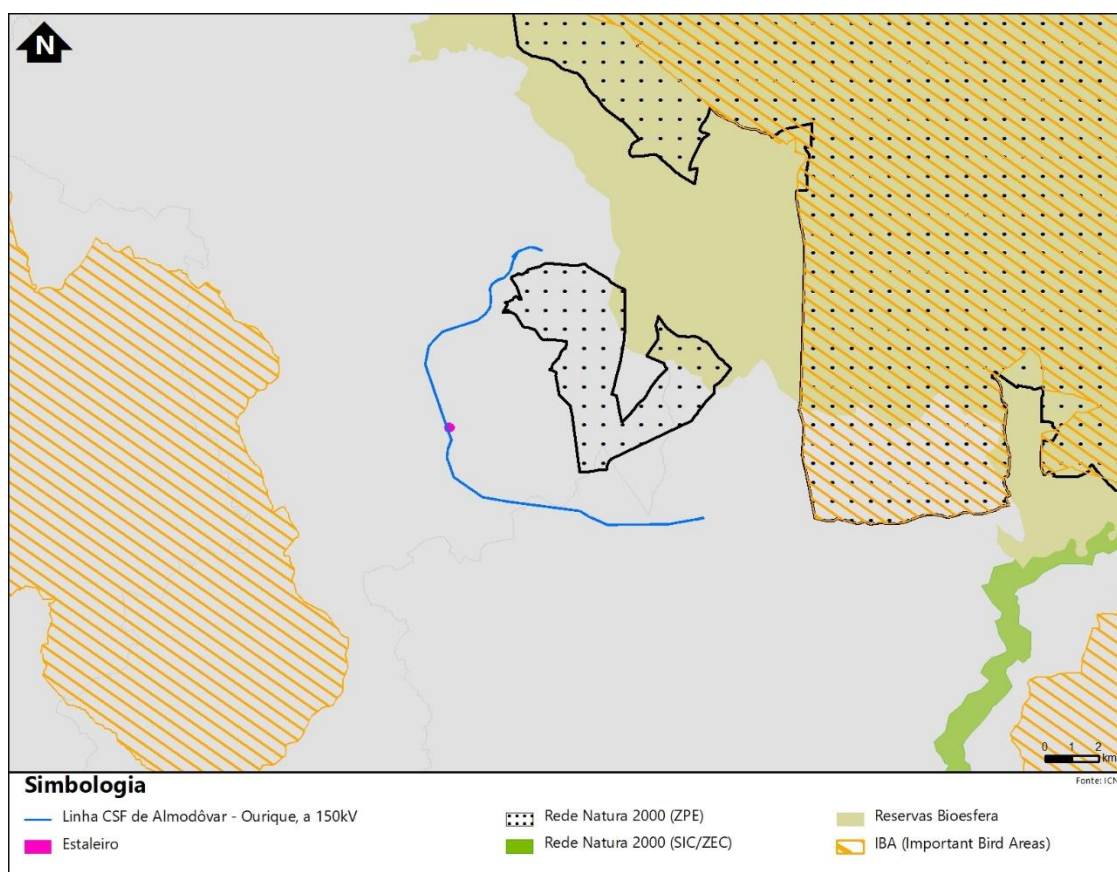 N
0 1 2
km
Fonte: ICN
Simbologia
Linha CSF de Almodôvar - Ourique, a 150kV
Estaleiro
Rede Natura 2000 (ZPE)
Rede Natura 2000 (SIC/ZEC)
Reservas Bioesfera
IBA (Important Bird Areas)